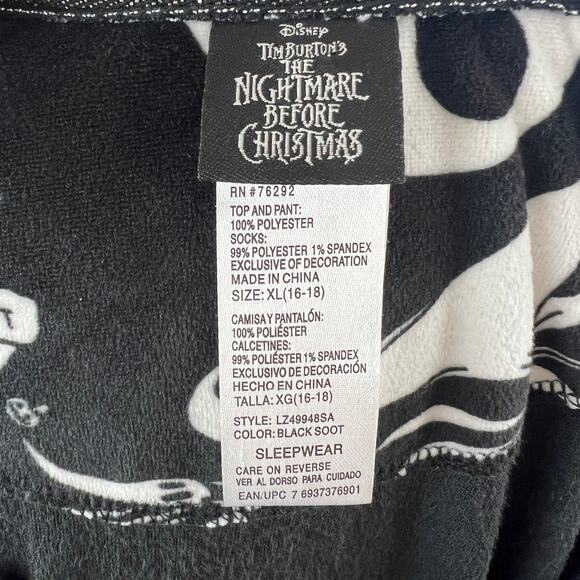 Disney
TIM BURTON'S
THE
NIGHTMARE
BEFORE
CHRISTMAS
RN # 76292
TOP AND PANT:
100% POLYESTER
SOCKS:
99% POLYESTER 1% SPANDEX
EXCLUSIVE OF DECORATION
MADE IN CHINA
SIZE: XL(16-18)
CAMISA Y PANTALÓN:
100% POLIÉSTER
CALCETINES:
99% POLIÉSTER 1% SPANDEX
EXCLUSIVO DE DECORACIÓN
HECHO EN CHINA
TALLA: XG(16-18)
STYLE: LZ49948SA
COLOR: BLACK SOOT
SLEEPWEAR
CARE ON REVERSE
VER AL DORSO PARA CUIDADO
EAN/UPC 7 6937376901